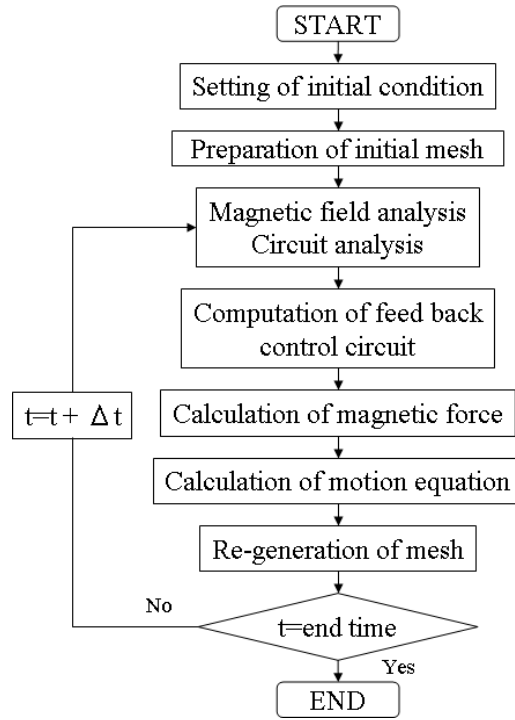 START
Setting of initial condition
Preparation of initial mesh
Magnetic field analysis
Circuit analysis
Computation of feed back
control circuit
t=t + Δt
Calculation of magnetic force
Calculation of motion equation
Re-generation of mesh
No
t=end time
Yes
END